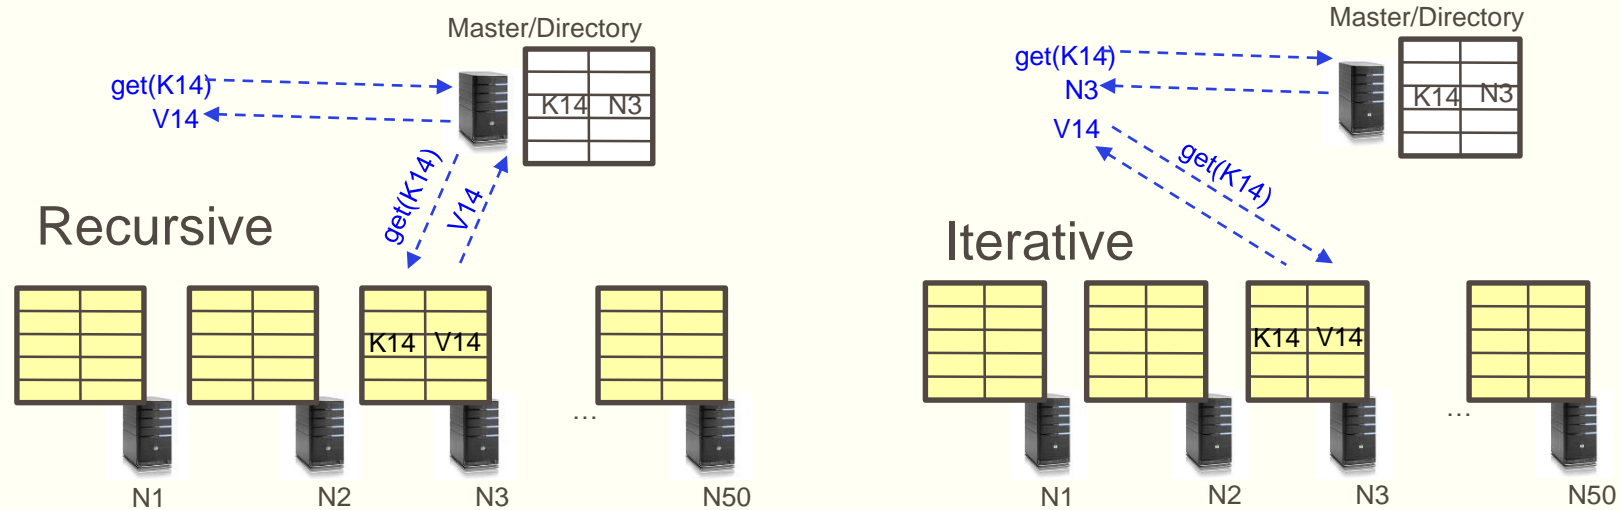 Master/Directory
get(K14)
V14
K14 N3
get(K14)
V14
Recursive
K14 V14
...
N1 N2 N3 N50
Master/Directory
get(K14)
N3
V14
K14 N3
get(K14)
Iterative
K14 V14
...
N1 N2 N3 N50